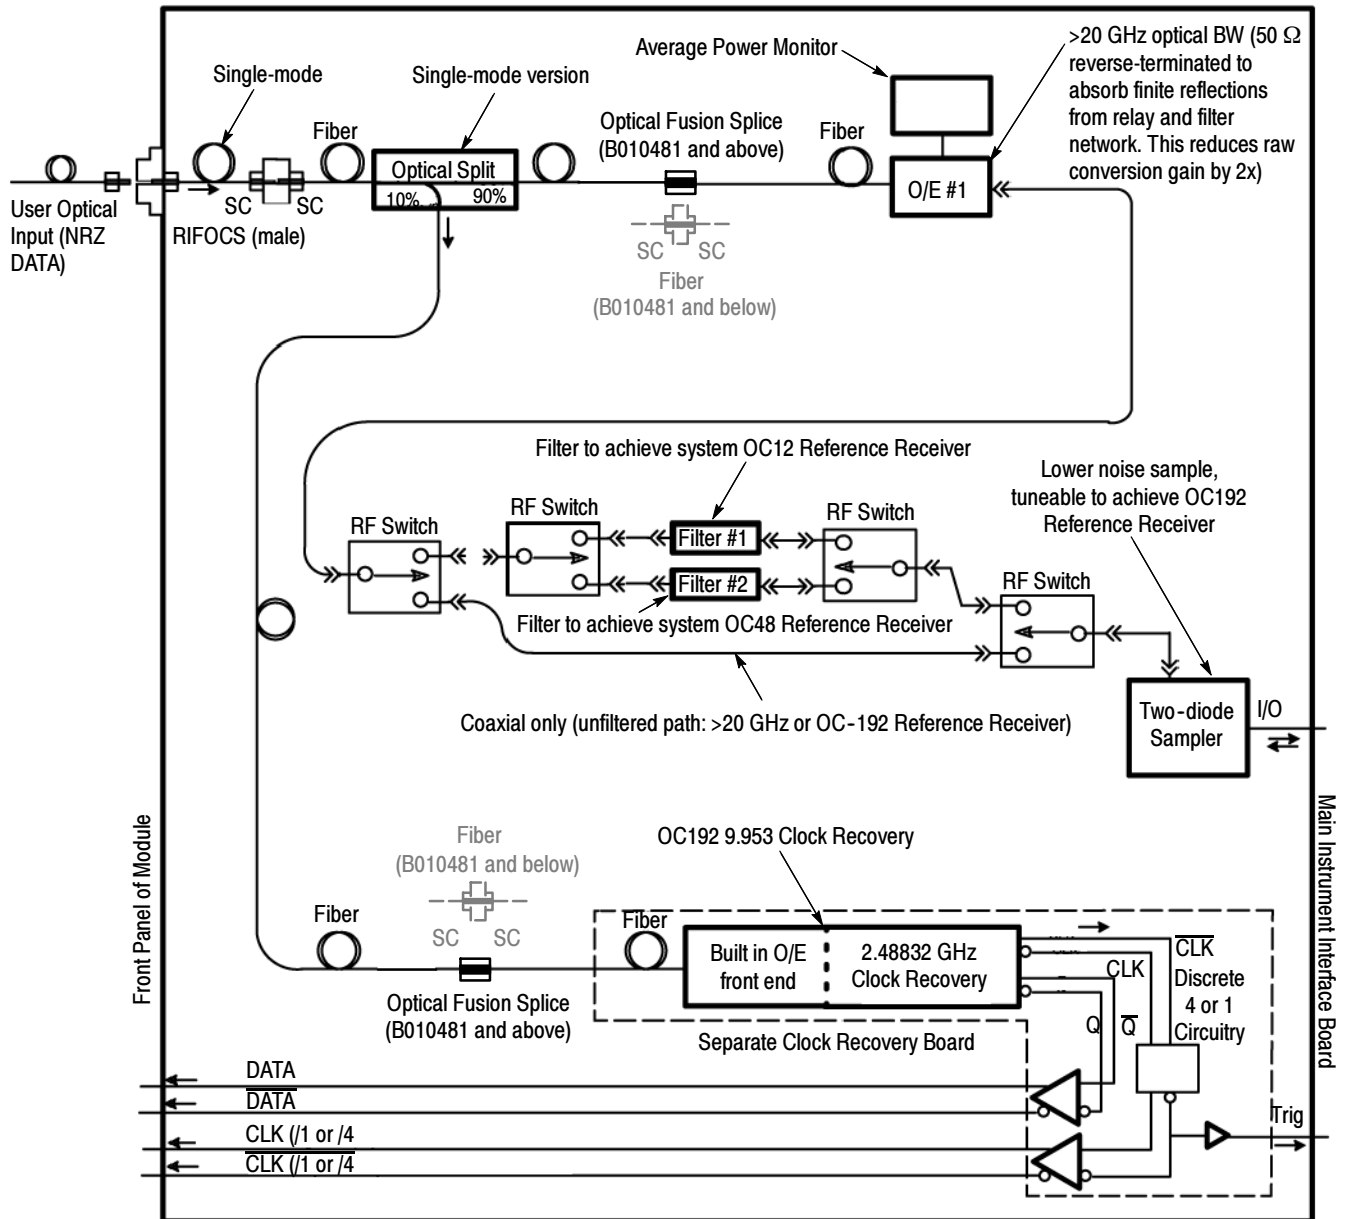 Average Power Monitor
>20 GHz optical BW (50 Ω
reverse-terminated to
absorb finite reflections
from relay and filter
network. This reduces raw
conversion gain by 2x)
Single-mode
Single-mode version
Fiber
Optical Fusion Splice
(B010481 and above)
Fiber
Optical Split
10%
90%
O/E #1
User Optical
Input (NRZ
DATA)
SC
SC
RIFOCS (male)
SC
SC
Fiber
(B010481 and below)
Filter to achieve system OC12 Reference Receiver
Lower noise sample,
tuneable to achieve OC192
Reference Receiver
RF Switch
RF Switch
RF Switch
Filter #1
Filter #2
RF Switch
Filter to achieve system OC48 Reference Receiver
Coaxial only (unfiltered path: >20 GHz or OC-192 Reference Receiver)
Two-diode
Sampler
I/O
Front Panel of Module
Main Instrument Interface Board
Fiber
(B010481 and below)
OC192 9.953 Clock Recovery
Fiber
SC
SC
Fiber
Built in O/E
front end
2.48832 GHz
Clock Recovery
Optical Fusion Splice
(B010481 and above)
C̅L̅K̅
CLK
Discrete
4 or 1
Circuitry
Q
Q̅
Separate Clock Recovery Board
DATA
D̅A̅T̅A̅
CLK (/1 or /4
C̅L̅K̅ ̅(̅/̅1̅ ̅o̅r̅ ̅/̅4̅
Trig